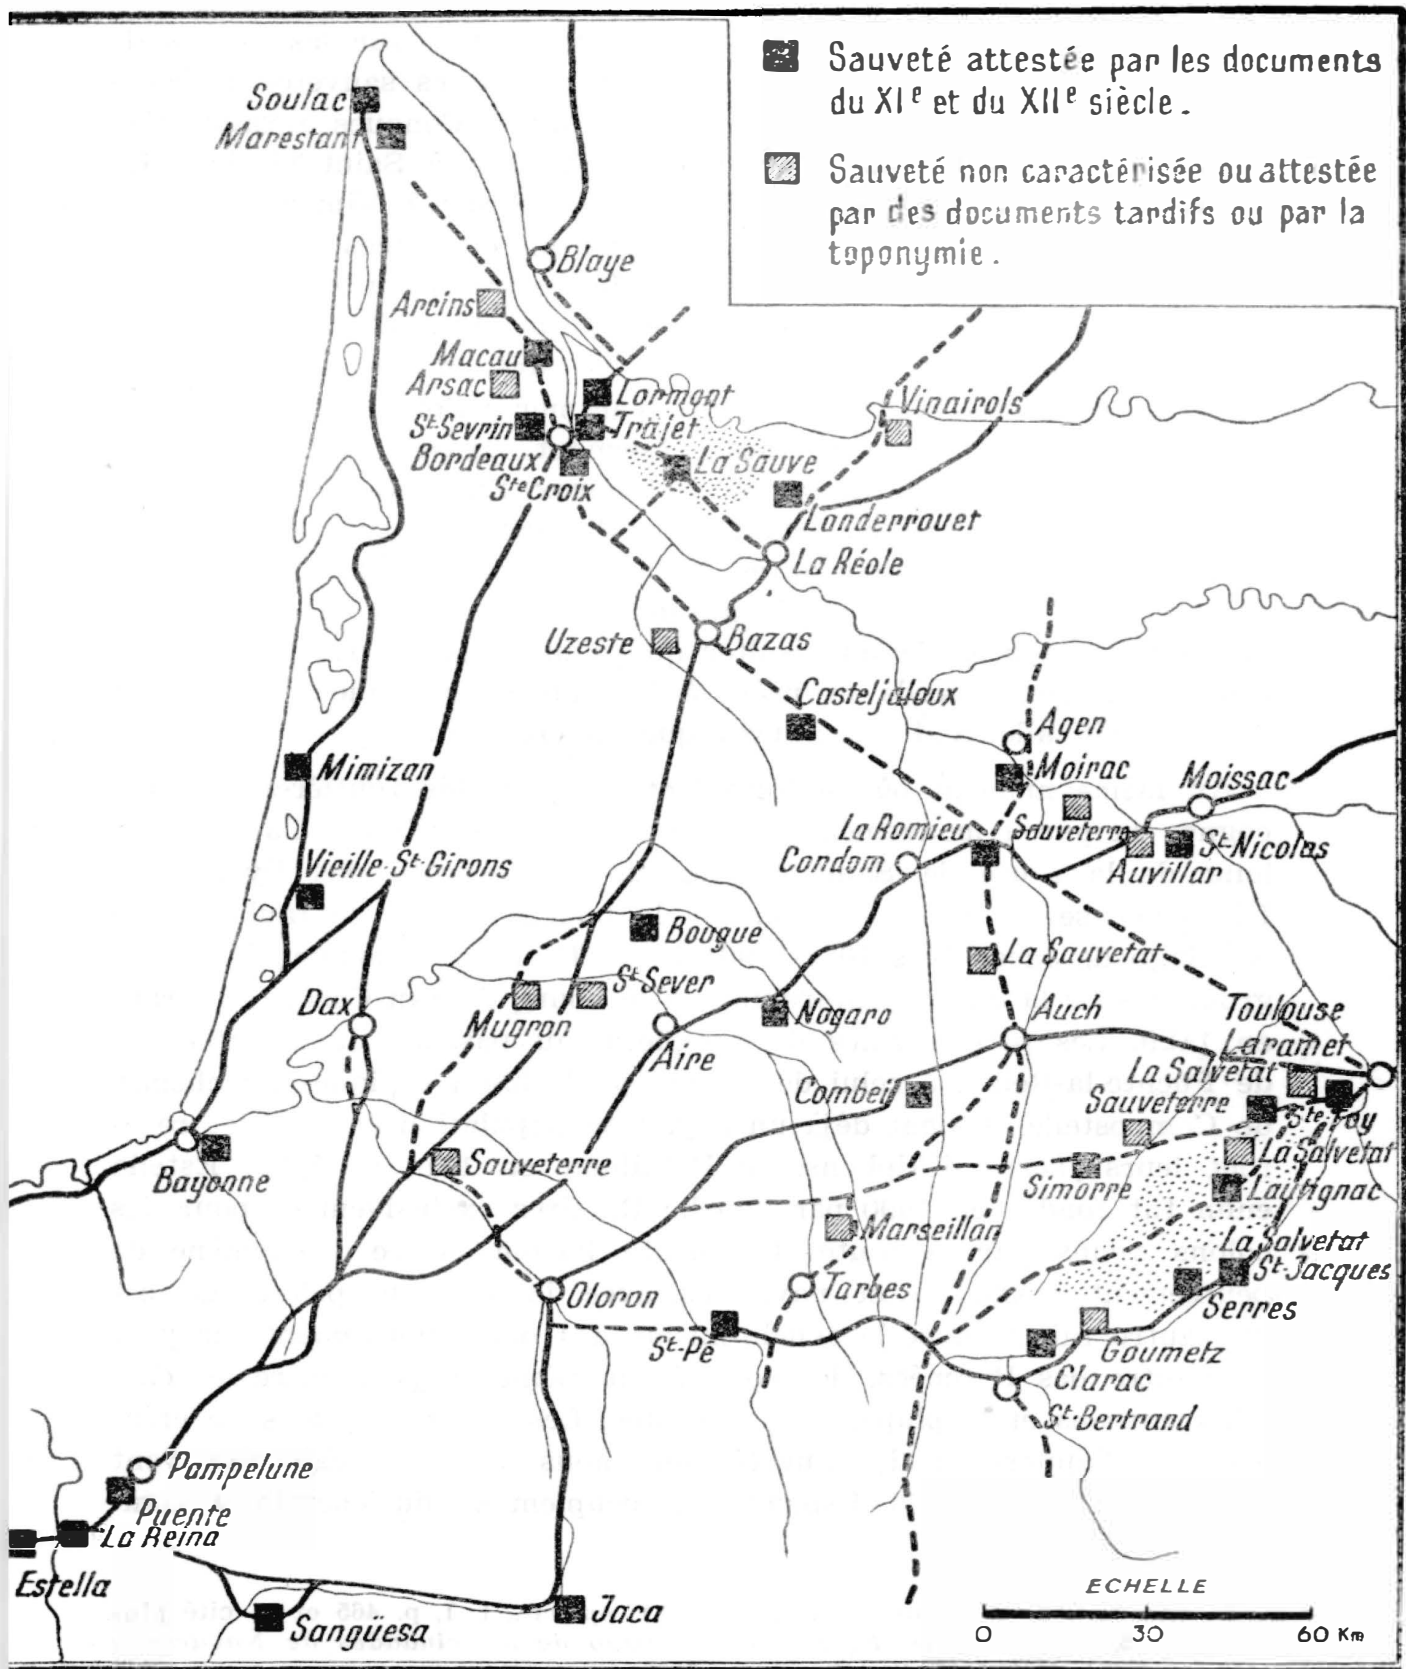 Sauveté attestée par les documents
du XIe et du XIIe siècle.
Sauveté non caractérisée ou attestée
par des documents tardifs ou par la
toponymie.
Soulac
Marestant
Blaye
Arcins
Macau
Arsac
Lormont
Vinairols
St-Sevrin
Trajet
Bordeaux
La Sauve
Ste Croix
Landerrouet
La Réole
Uzeste
Bazas
Casteljaloux
Agen
Mimizan
Moirac
Moissac
La Romieu
Sauveterre
St-Nicolas
Condom
Auvillar
Vieille-St-Girons
Bougue
La Sauvetat
St-Sever
Dax
Mugron
Nogaro
Auch
Toulouse
Aire
Laramet
Combei
La Salvetat
Sauveterre
Ste-Foy
Bayonne
Sauveterre
La Salvetat
Simorre
Lautignac
Marseillan
La Salvetat
St-Jacques
Oloron
Tarbes
Serres
St-Pé
Goumetz
Clarac
St-Bertrand
Pampelune
Puente
La Reina
Estella
Sangüesa
Jaca
ECHELLE
0 30 60 Km